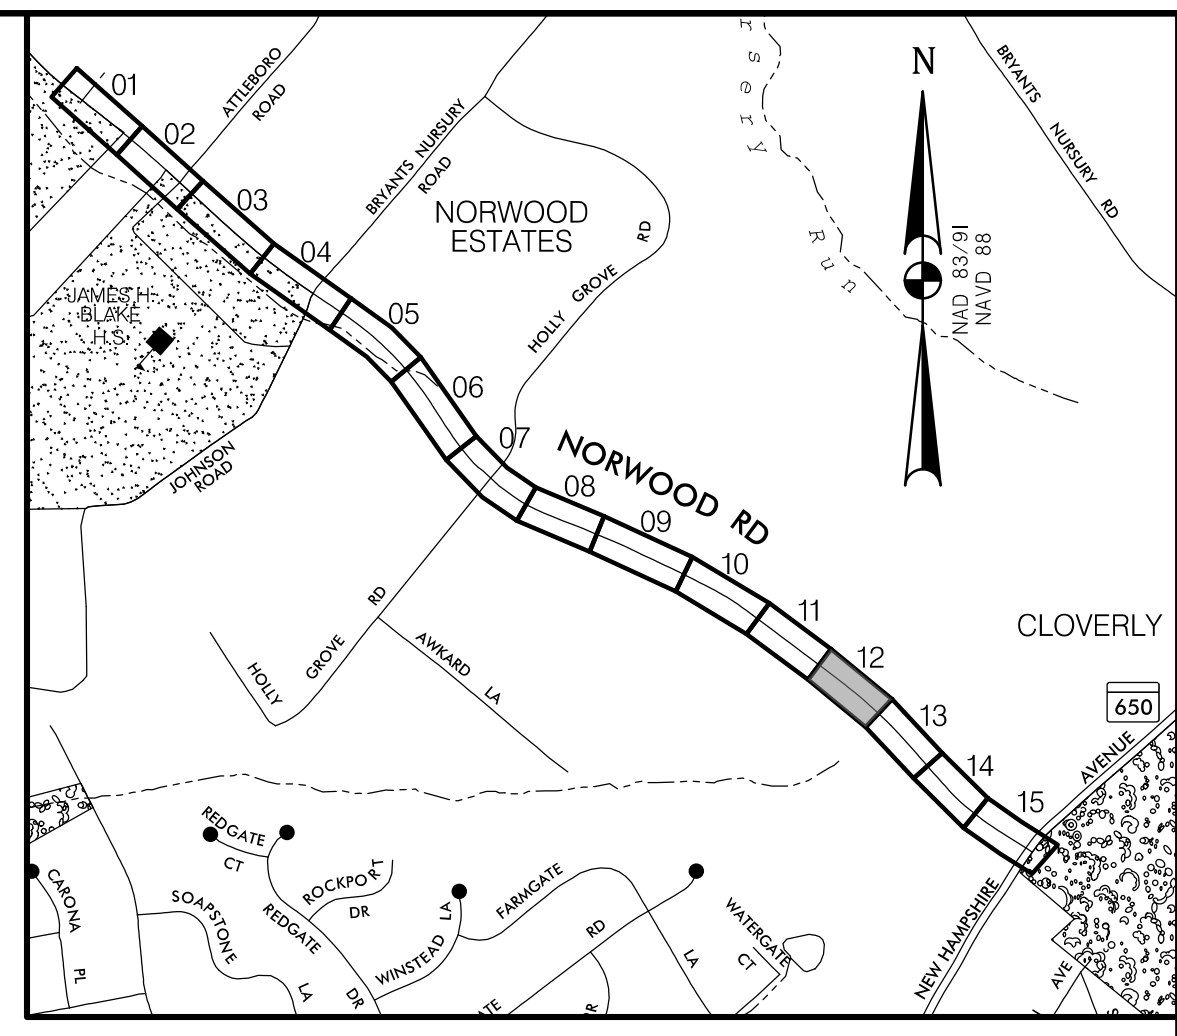 01
ATTLEBORO
ROAD
02
BRYANTS NURSERY
ROAD
03
04
NORWOOD
ESTATES
HOLLY GROVE RD
rsery
Run
N
NAD 83/91
NAVD 88
BRYANTS NURSURY RD
JAMES H.
BLAKE
H.S.
05
06
07
JOHNSON
ROAD
NORWOOD RD
08
09
10
11
12
13
14
15
CLOVERLY
650
AVENUE
NEW HAMPSHIRE
HOLLY GROVE RD
AWKARD LA
REDGATE
CT
ROCKPORT
DR
CARONA PL
SOAPSTONE LA
REDGATE DR
WINSTEAD LA
FARMGATE LA
RD
WATERGATE
CT
AVE